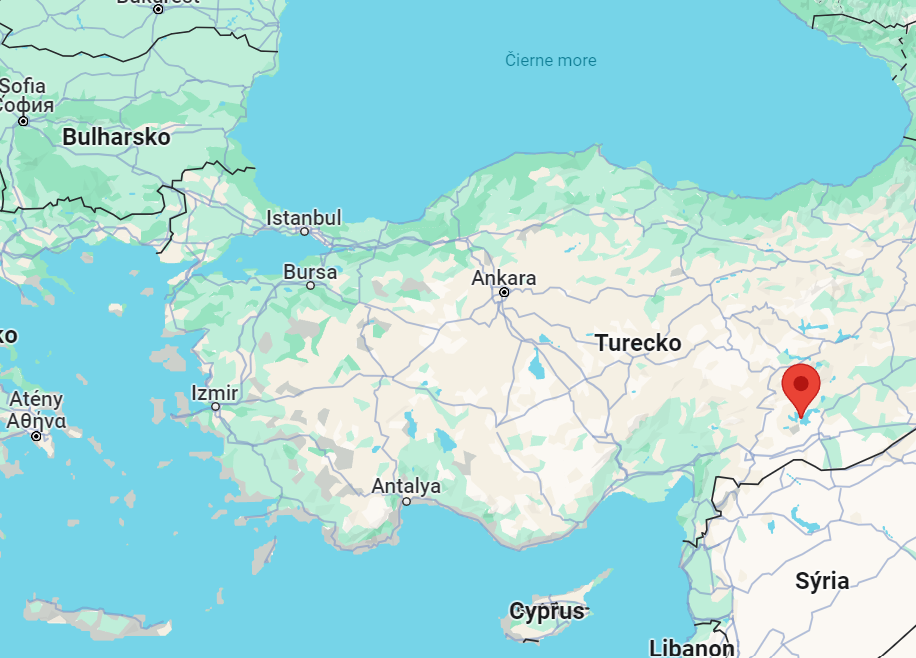 Čierne more
Sofia
София
Bulharsko
Istanbul
Bursa
Ankara
Turecko
Izmir
Atény
Αθήνα
Antalya
Sýria
Cyprus
Libanon